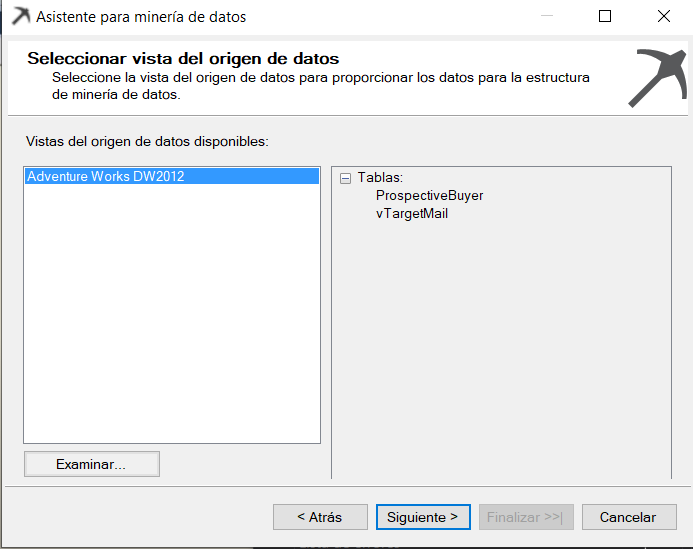 Asistente para minería de datos
Seleccionar vista del origen de datos
Seleccione la vista del origen de datos para proporcionar los datos para la estructura
de minería de datos.
Vistas del origen de datos disponibles:
Adventure Works DW2012
Tablas:
ProspectiveBuyer
vTargetMail
Examinar...
< Atrás
Siguiente >
Finalizar >>|
Cancelar